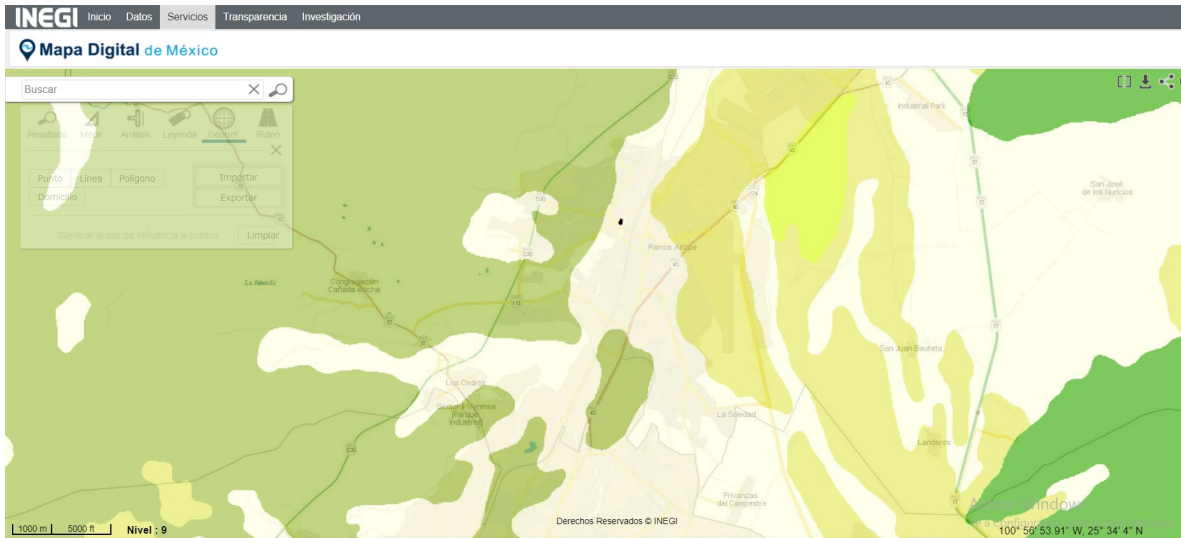 INEGI Inicio Datos Servicios Transparencia Investigación
Mapa Digital de México
Buscar
Resultado Medir Análisis Leyenda Georref Ruteo
Punto Línea Polígono Importar
Domicilio Exportar
Generar áreas de influencia a puntos Limpiar
Industrial Park
San José
de los Nuncios
Ramos Arizpe
Congregación
Cañada Ancha
San Juan Bautista
Los Cedros
Parque
Industrial
La Soledad
Landeros
Privanzas
del Campestre
1000 m 5000 ft Nivel : 9
Derechos Reservados © INEGI
100° 56' 53.91" W, 25° 34' 4" N